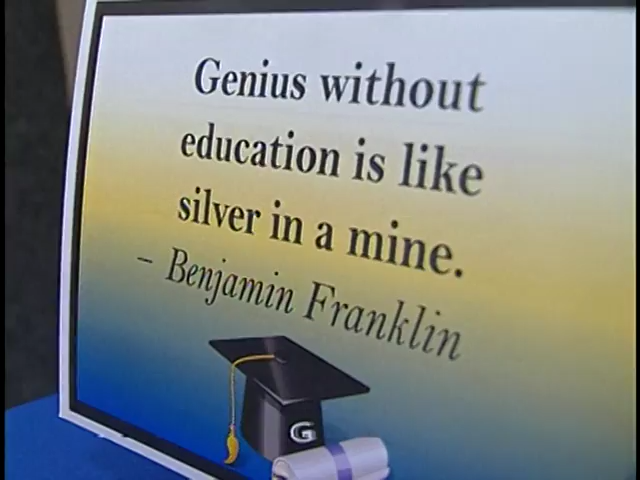 Genius without
education is like
silver in a mine.
– Benjamin Franklin
G